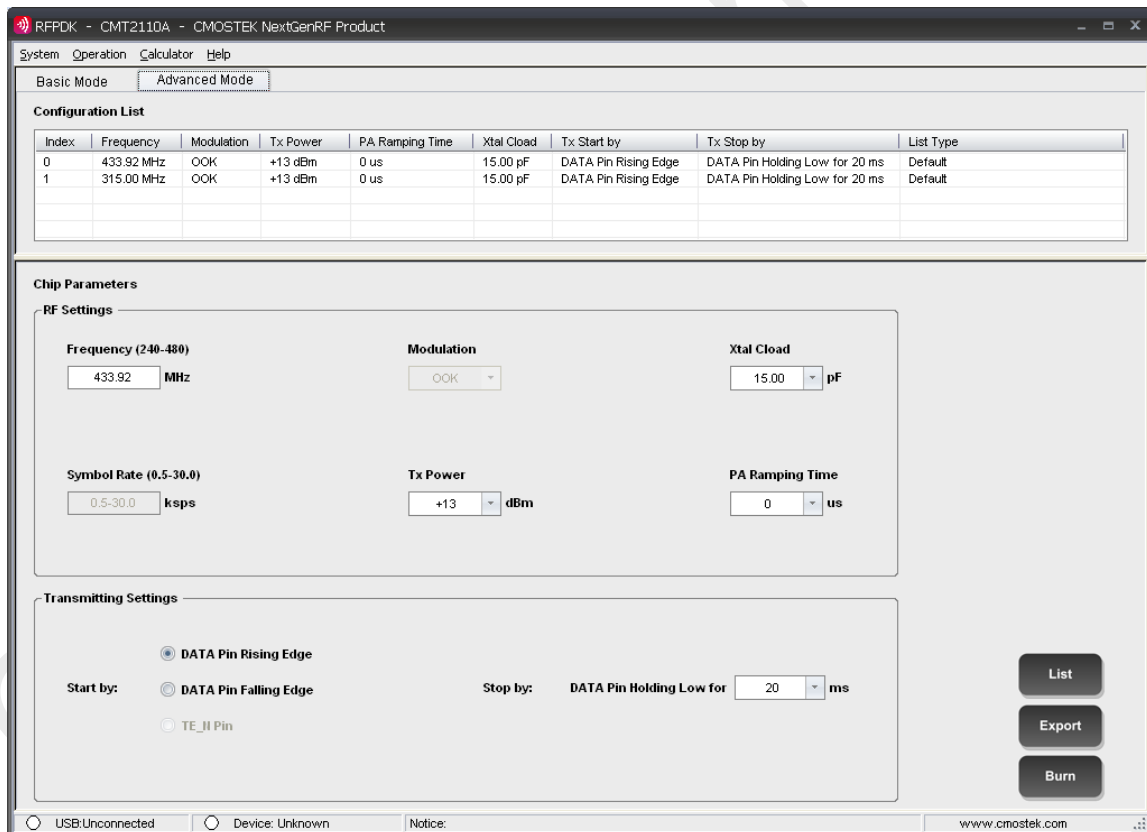 RFPDK - CMT2110A - CMOSTEK NextGenRF Product
System Operation Calculator Help
Basic Mode Advanced Mode
Configuration List
Index Frequency Modulation Tx Power PA Ramping Time Xtal Cload Tx Start by Tx Stop by List Type
0 433.92 MHz OOK +13 dBm 0 us 15.00 pF DATA Pin Rising Edge DATA Pin Holding Low for 20 ms Default
1 315.00 MHz OOK +13 dBm 0 us 15.00 pF DATA Pin Rising Edge DATA Pin Holding Low for 20 ms Default
Chip Parameters
RF Settings
Frequency (240-480) Modulation Xtal Cload
433.92 MHz OOK 15.00 pF
Symbol Rate (0.5-30.0) Tx Power PA Ramping Time
0.5-30.0 ksps +13 dBm 0 us
Transmitting Settings
DATA Pin Rising Edge
Start by: DATA Pin Falling Edge Stop by: DATA Pin Holding Low for 20 ms
TE_N Pin
List
Export
Burn
USB:Unconnected Device: Unknown Notice: www.cmostek.com